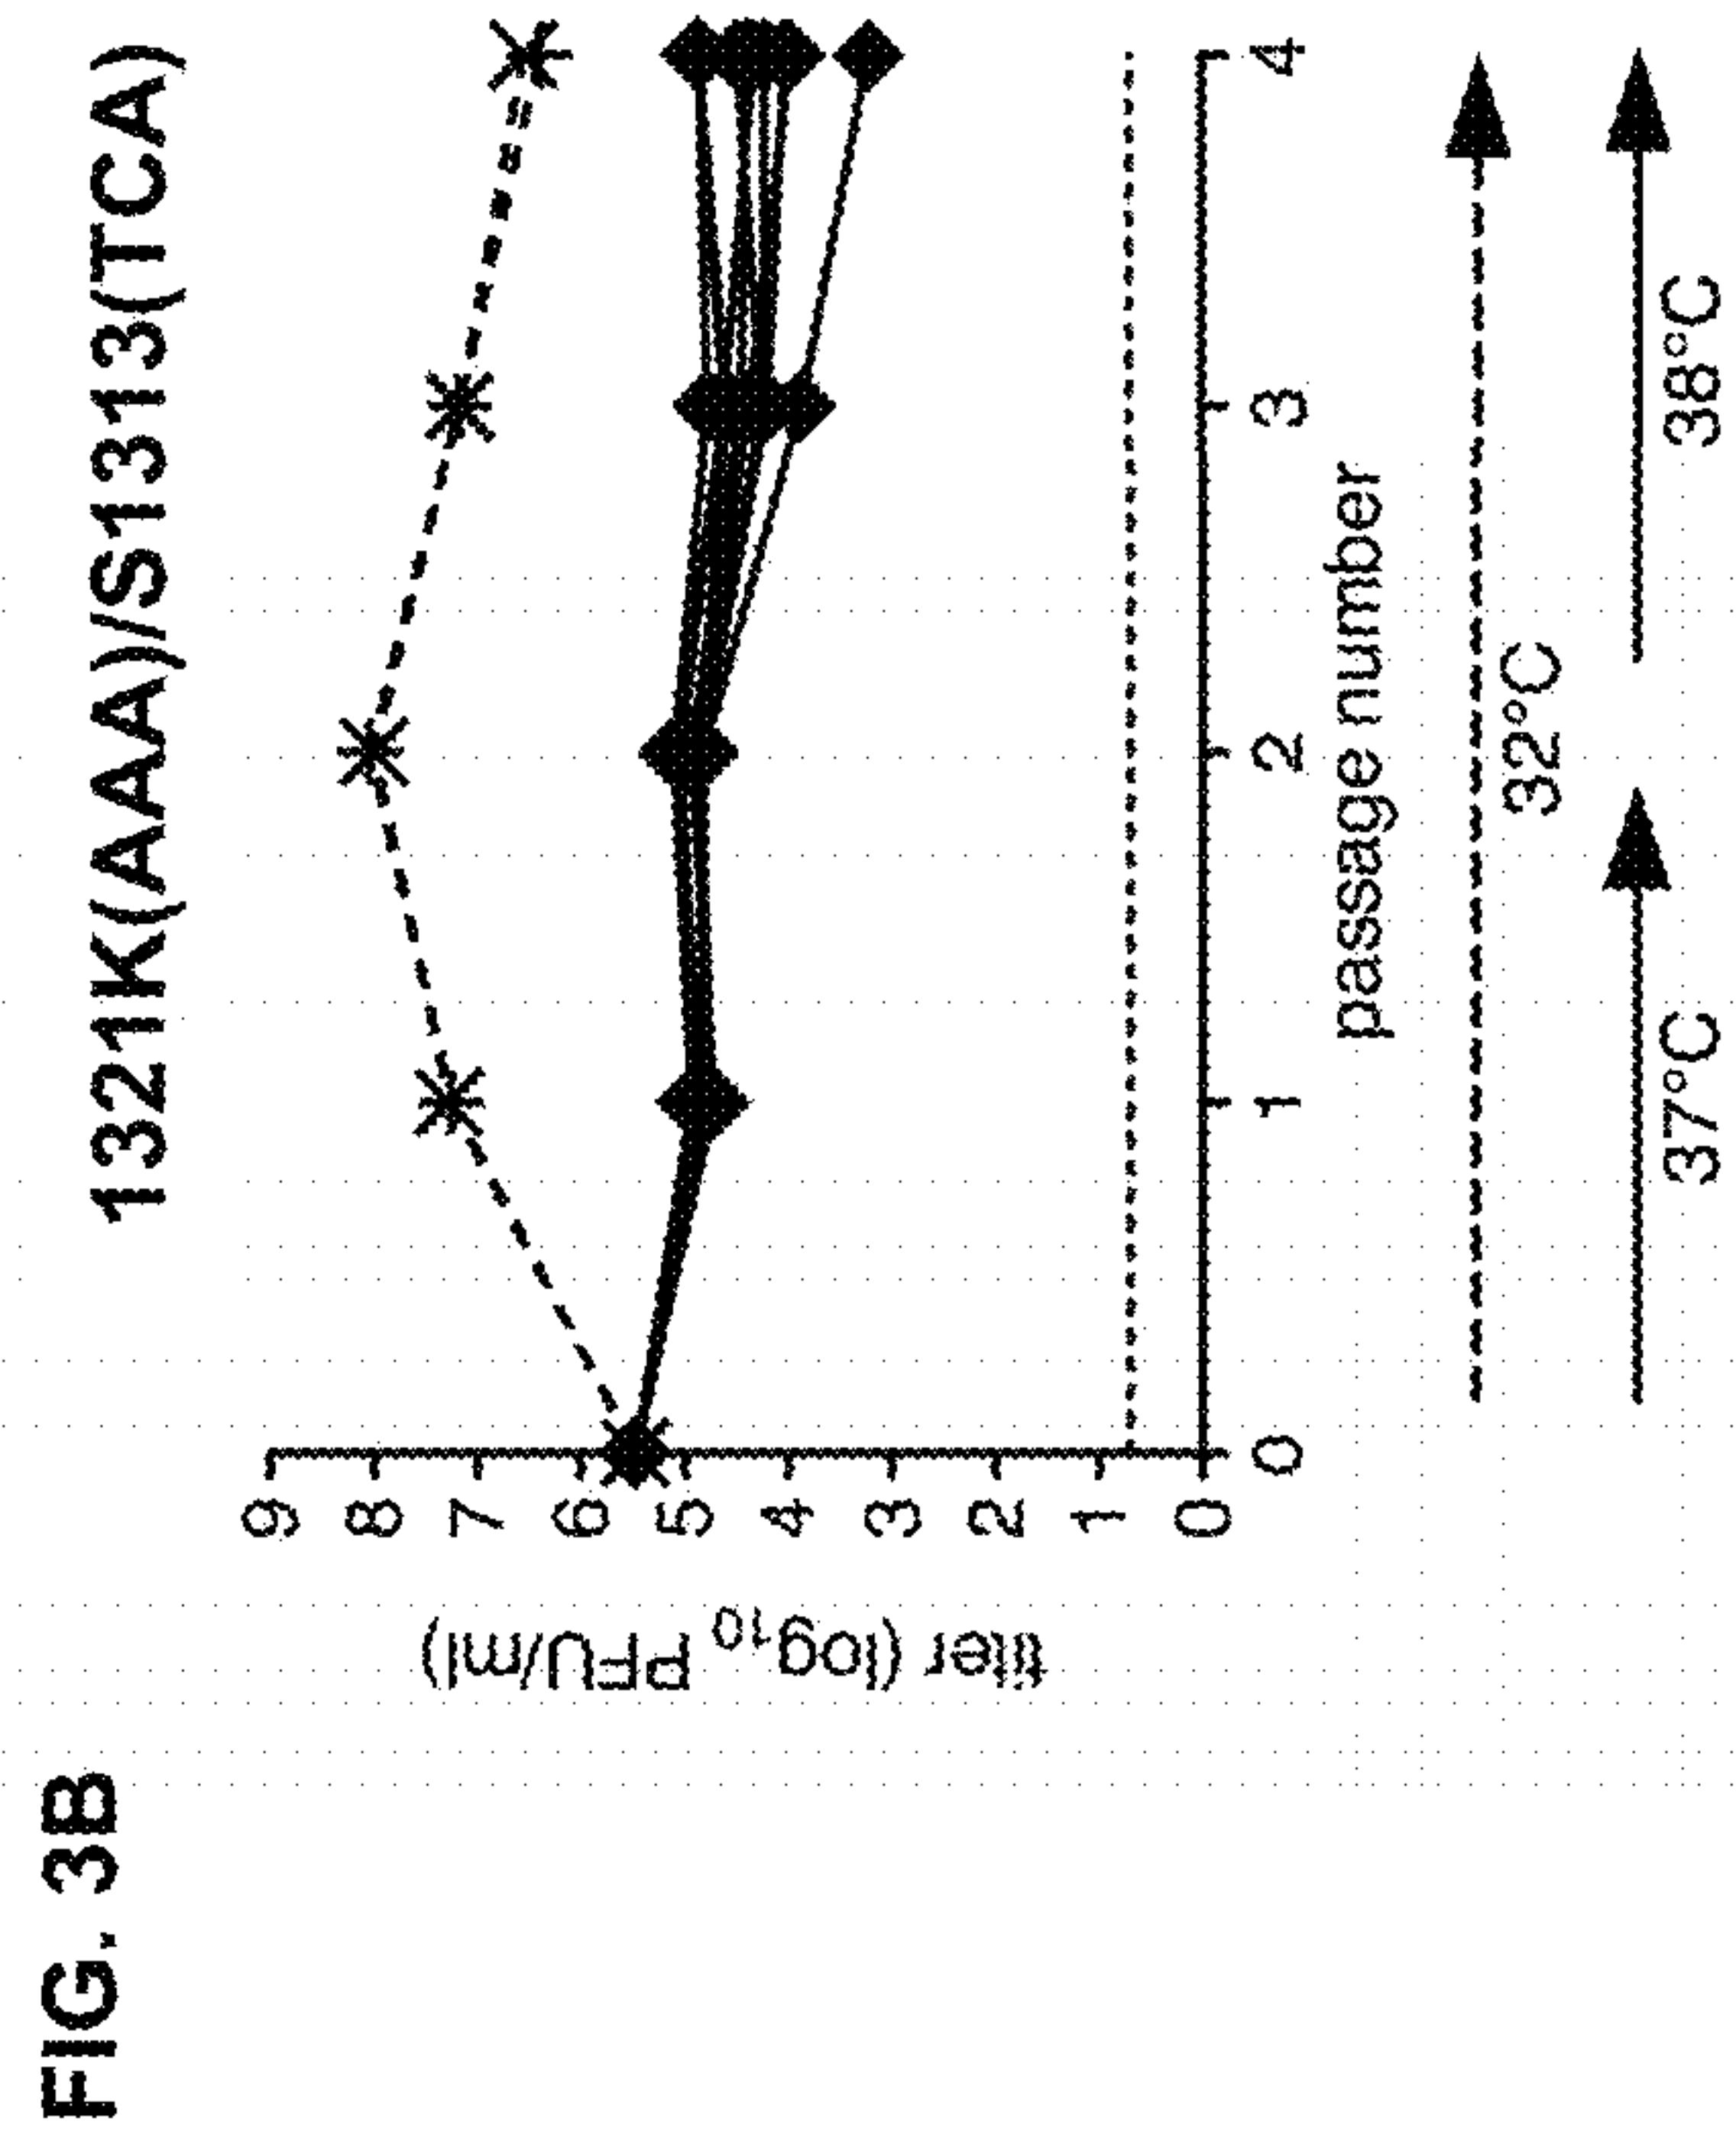 FIG. 3B
1321K(AAA)/S1313(TCA)
titer (log10 PFU/ml)
9
8
7
6
5
4
3
2
1
0
0 1 2 3 4
passage number
32°C
37°C 38°C